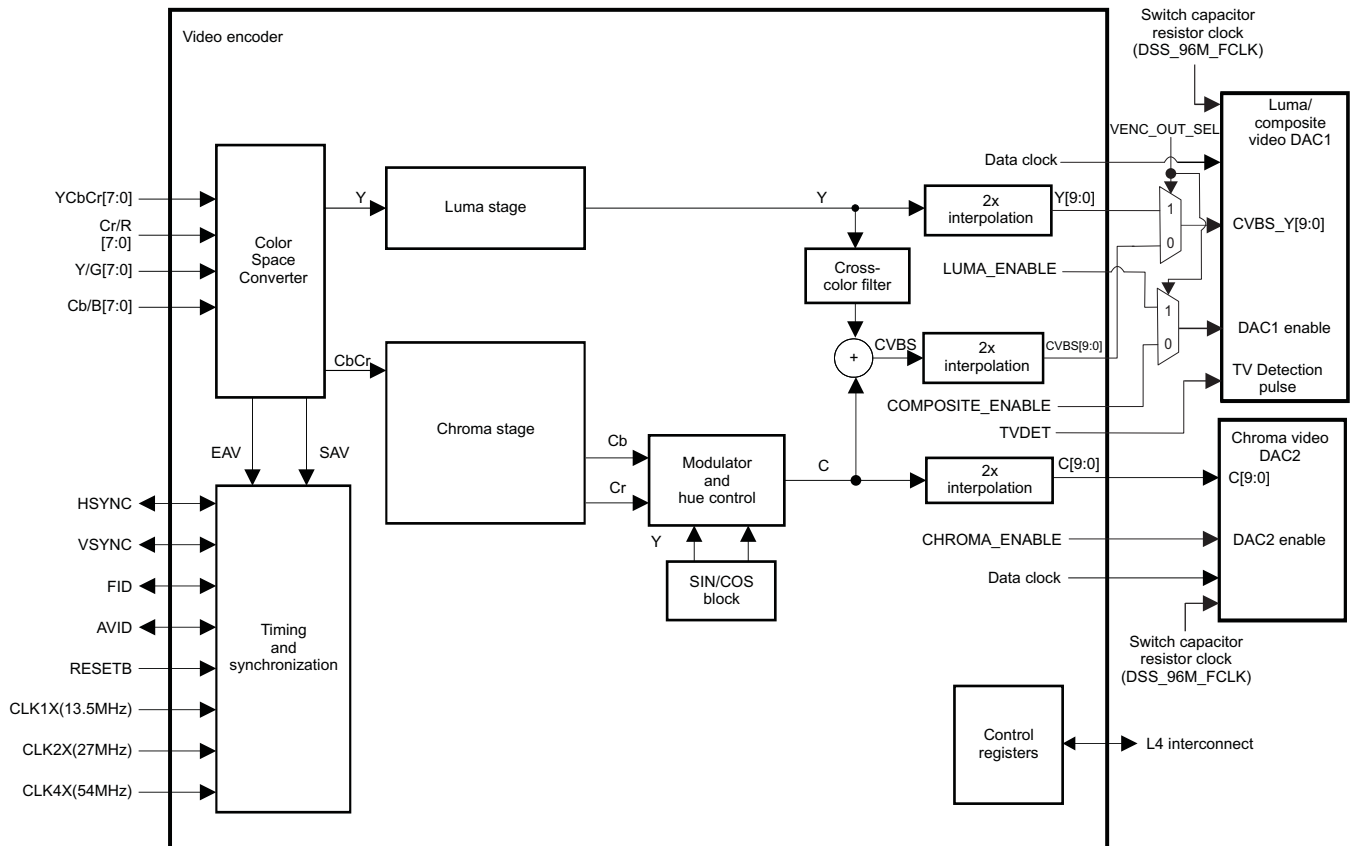 Video encoder
Switch capacitor
resistor clock
(DSS_96M_FCLK)
Luma/
composite
video DAC1
VENC_OUT_SEL
Data clock
YCbCr[7:0]
Cr/R
[7:0]
Y/G[7:0]
Cb/B[7:0]
Color
Space
Converter
Y
Luma stage
Y
2x
interpolation
Y[9:0]
1
0
CVBS_Y[9:0]
Cross-
color filter
LUMA_ENABLE
1
0
DAC1 enable
CbCr
Chroma stage
+
CVBS
2x
interpolation
CVBS[9:0]
TV Detection
pulse
COMPOSITE_ENABLE
TVDET
EAV
SAV
Cb
Cr
Modulator
and
hue control
C
2x
interpolation
C[9:0]
Chroma video
DAC2
C[9:0]
CHROMA_ENABLE
DAC2 enable
Data clock
Y
SIN/COS
block
Switch capacitor
resistor clock
(DSS_96M_FCLK)
HSYNC
VSYNC
FID
AVID
RESETB
CLK1X(13.5MHz)
CLK2X(27MHz)
CLK4X(54MHz)
Timing
and
synchronization
Control
registers
L4 interconnect